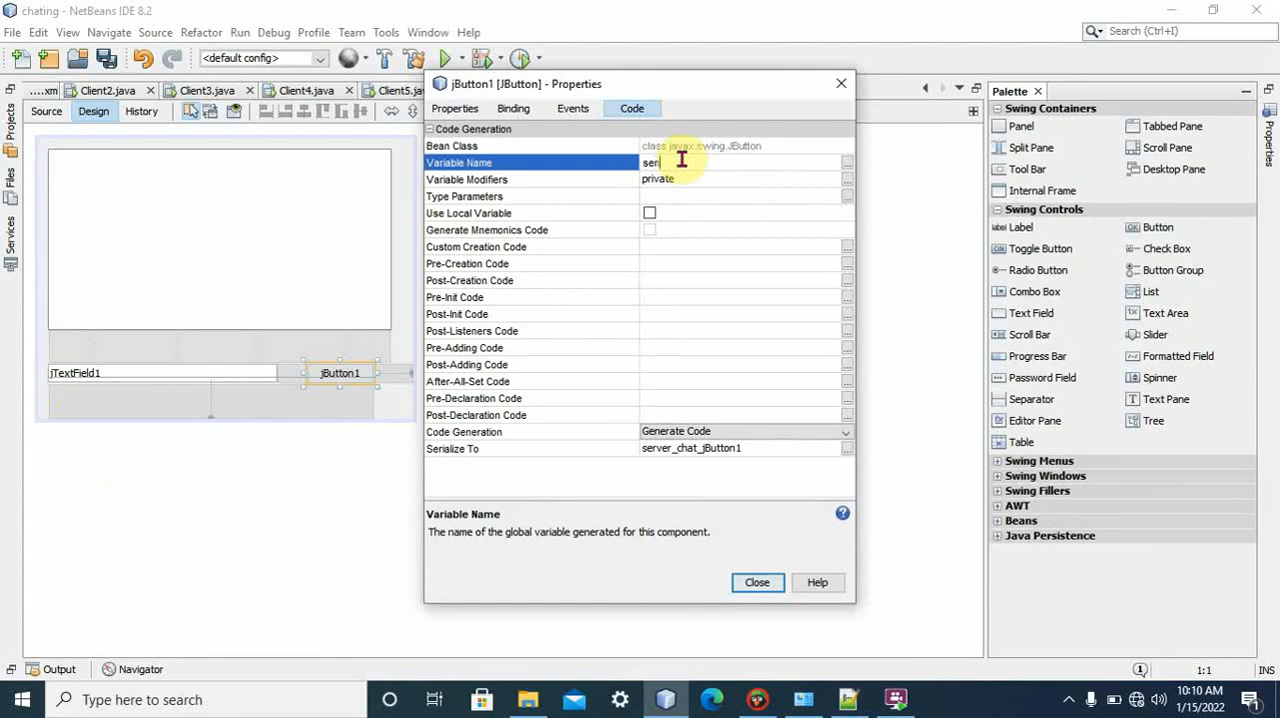 chating - NetBeans IDE 8.2
File Edit View Navigate Source Refactor Run Debug Profile Team Tools Window Help
Search (Ctrl+I)
<default config>
....xm Client2.java Client3.java Client4.java Client5.j
Source Design History
jTextField1
jButton1
Projects
Files
Services
jButton1 [JButton] - Properties
Properties Binding Events Code
Code Generation
Bean Class class javax.swing.JButton
Variable Name
Variable Modifiers private
Type Parameters
Use Local Variable
Generate Mnemonics Code
Custom Creation Code
Pre-Creation Code
Post-Creation Code
Pre-Init Code
Post-Init Code
Post-Listeners Code
Pre-Adding Code
Post-Adding Code
After-All-Set Code
Pre-Declaration Code
Post-Declaration Code
Code Generation Generate Code
Serialize To server_chat_jButton1
Variable Name
The name of the global variable generated for this component.
Close Help
Palette
Swing Containers
Panel Tabbed Pane
Split Pane Scroll Pane
Tool Bar Desktop Pane
Internal Frame
Swing Controls
label Label Button
Toggle Button Check Box
Radio Button Button Group
Combo Box List
Text Field Text Area
Scroll Bar Slider
Progress Bar Formatted Field
Password Field Spinner
Separator Text Pane
Editor Pane Tree
Table
Swing Menus
Swing Windows
Swing Fillers
AWT
Beans
Java Persistence
Properties
Output Navigator
1:1 INS
Type here to search
10:10 AM
1/15/2022